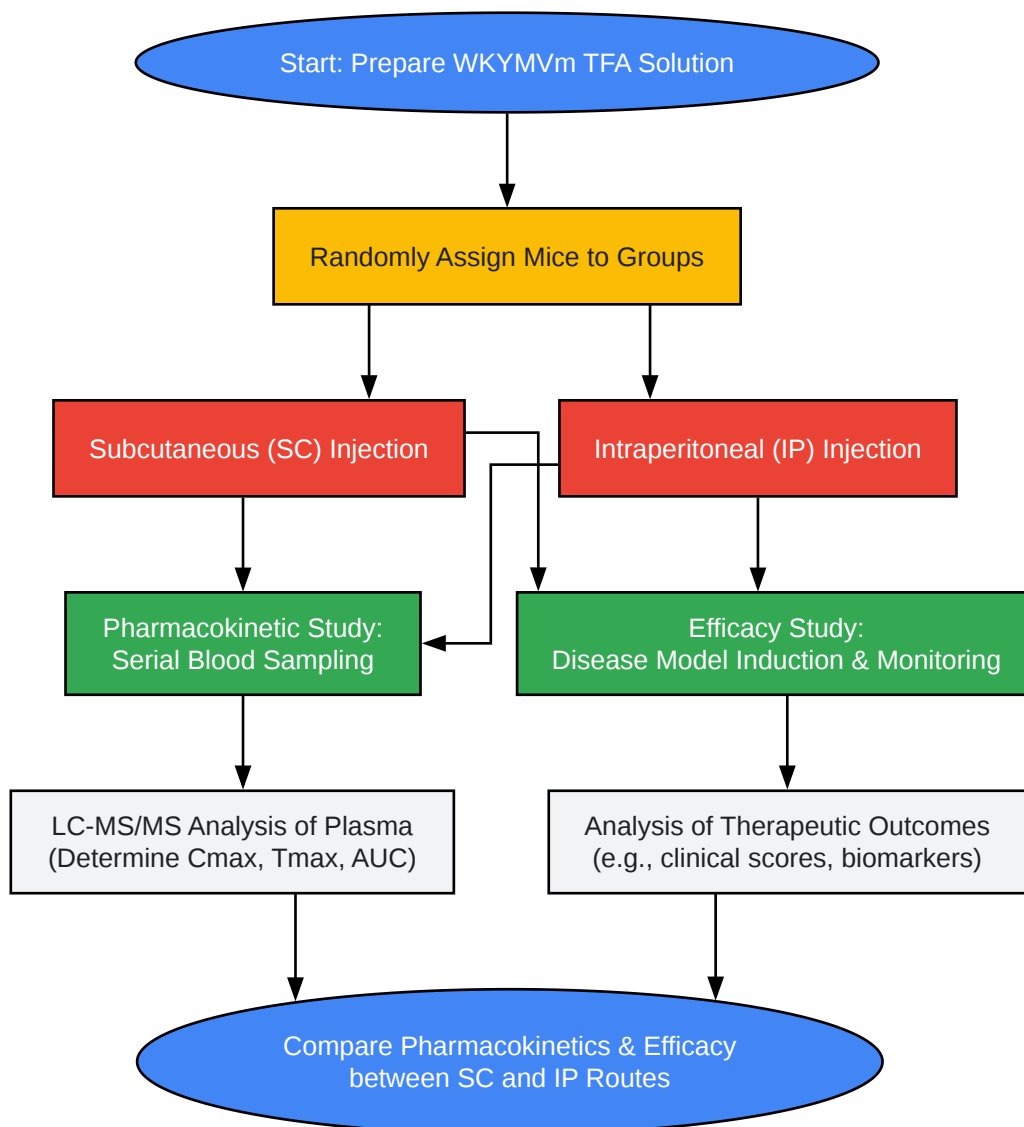 Start: Prepare WKYMVm TFA Solution
Randomly Assign Mice to Groups
Subcutaneous (SC) Injection
Intraperitoneal (IP) Injection
Pharmacokinetic Study:
Serial Blood Sampling
Efficacy Study:
Disease Model Induction & Monitoring
LC-MS/MS Analysis of Plasma
(Determine Cmax, Tmax, AUC)
Analysis of Therapeutic Outcomes
(e.g., clinical scores, biomarkers)
Compare Pharmacokinetics & Efficacy
between SC and IP Routes